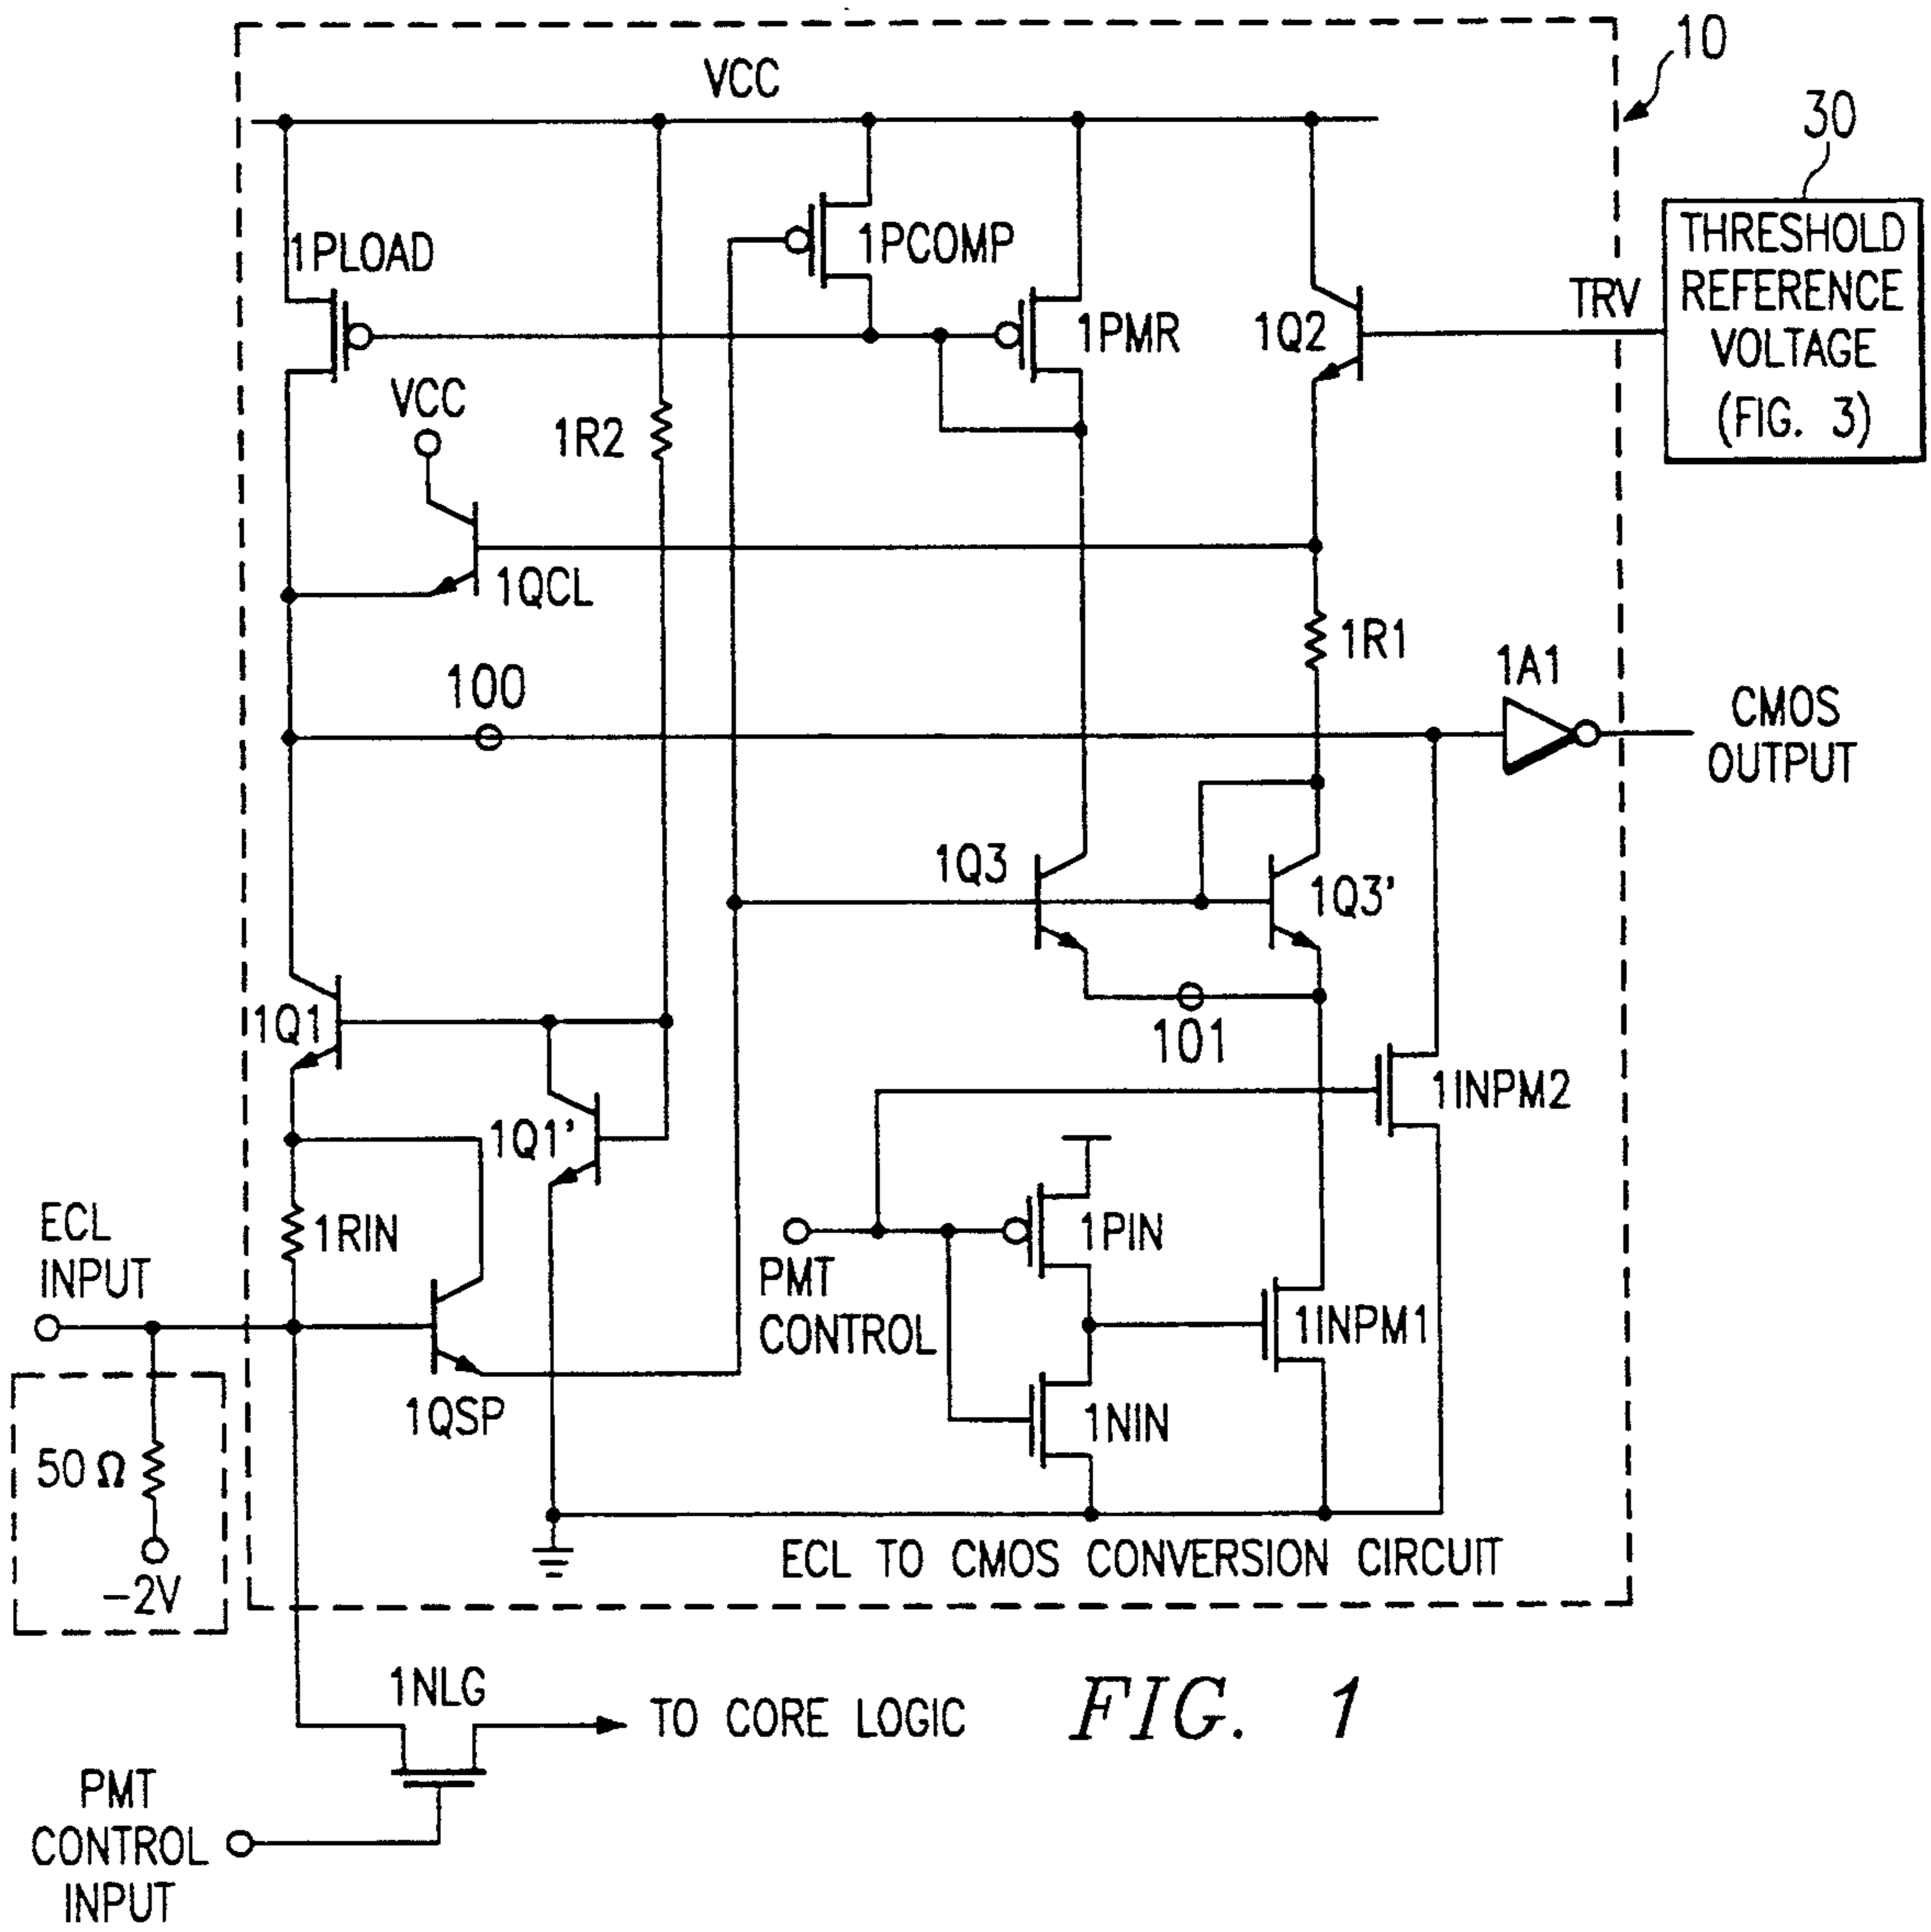 10
VCC
30
THRESHOLD
REFERENCE
VOLTAGE
(FIG. 3)
TRV
1PLOAD
1PCOMP
1PMR
1Q2
VCC
1R2
1QCL
1R1
100
1A1
CMOS
OUTPUT
1Q3
1Q3'
1Q1
101
1INPM2
1Q1'
ECL
INPUT
1RIN
1PIN
PMT
CONTROL
1INPM1
1QSP
1NIN
50 Ω
-2V
ECL TO CMOS CONVERSION CIRCUIT
1NLG
TO CORE LOGIC
FIG. 1
PMT
CONTROL
INPUT